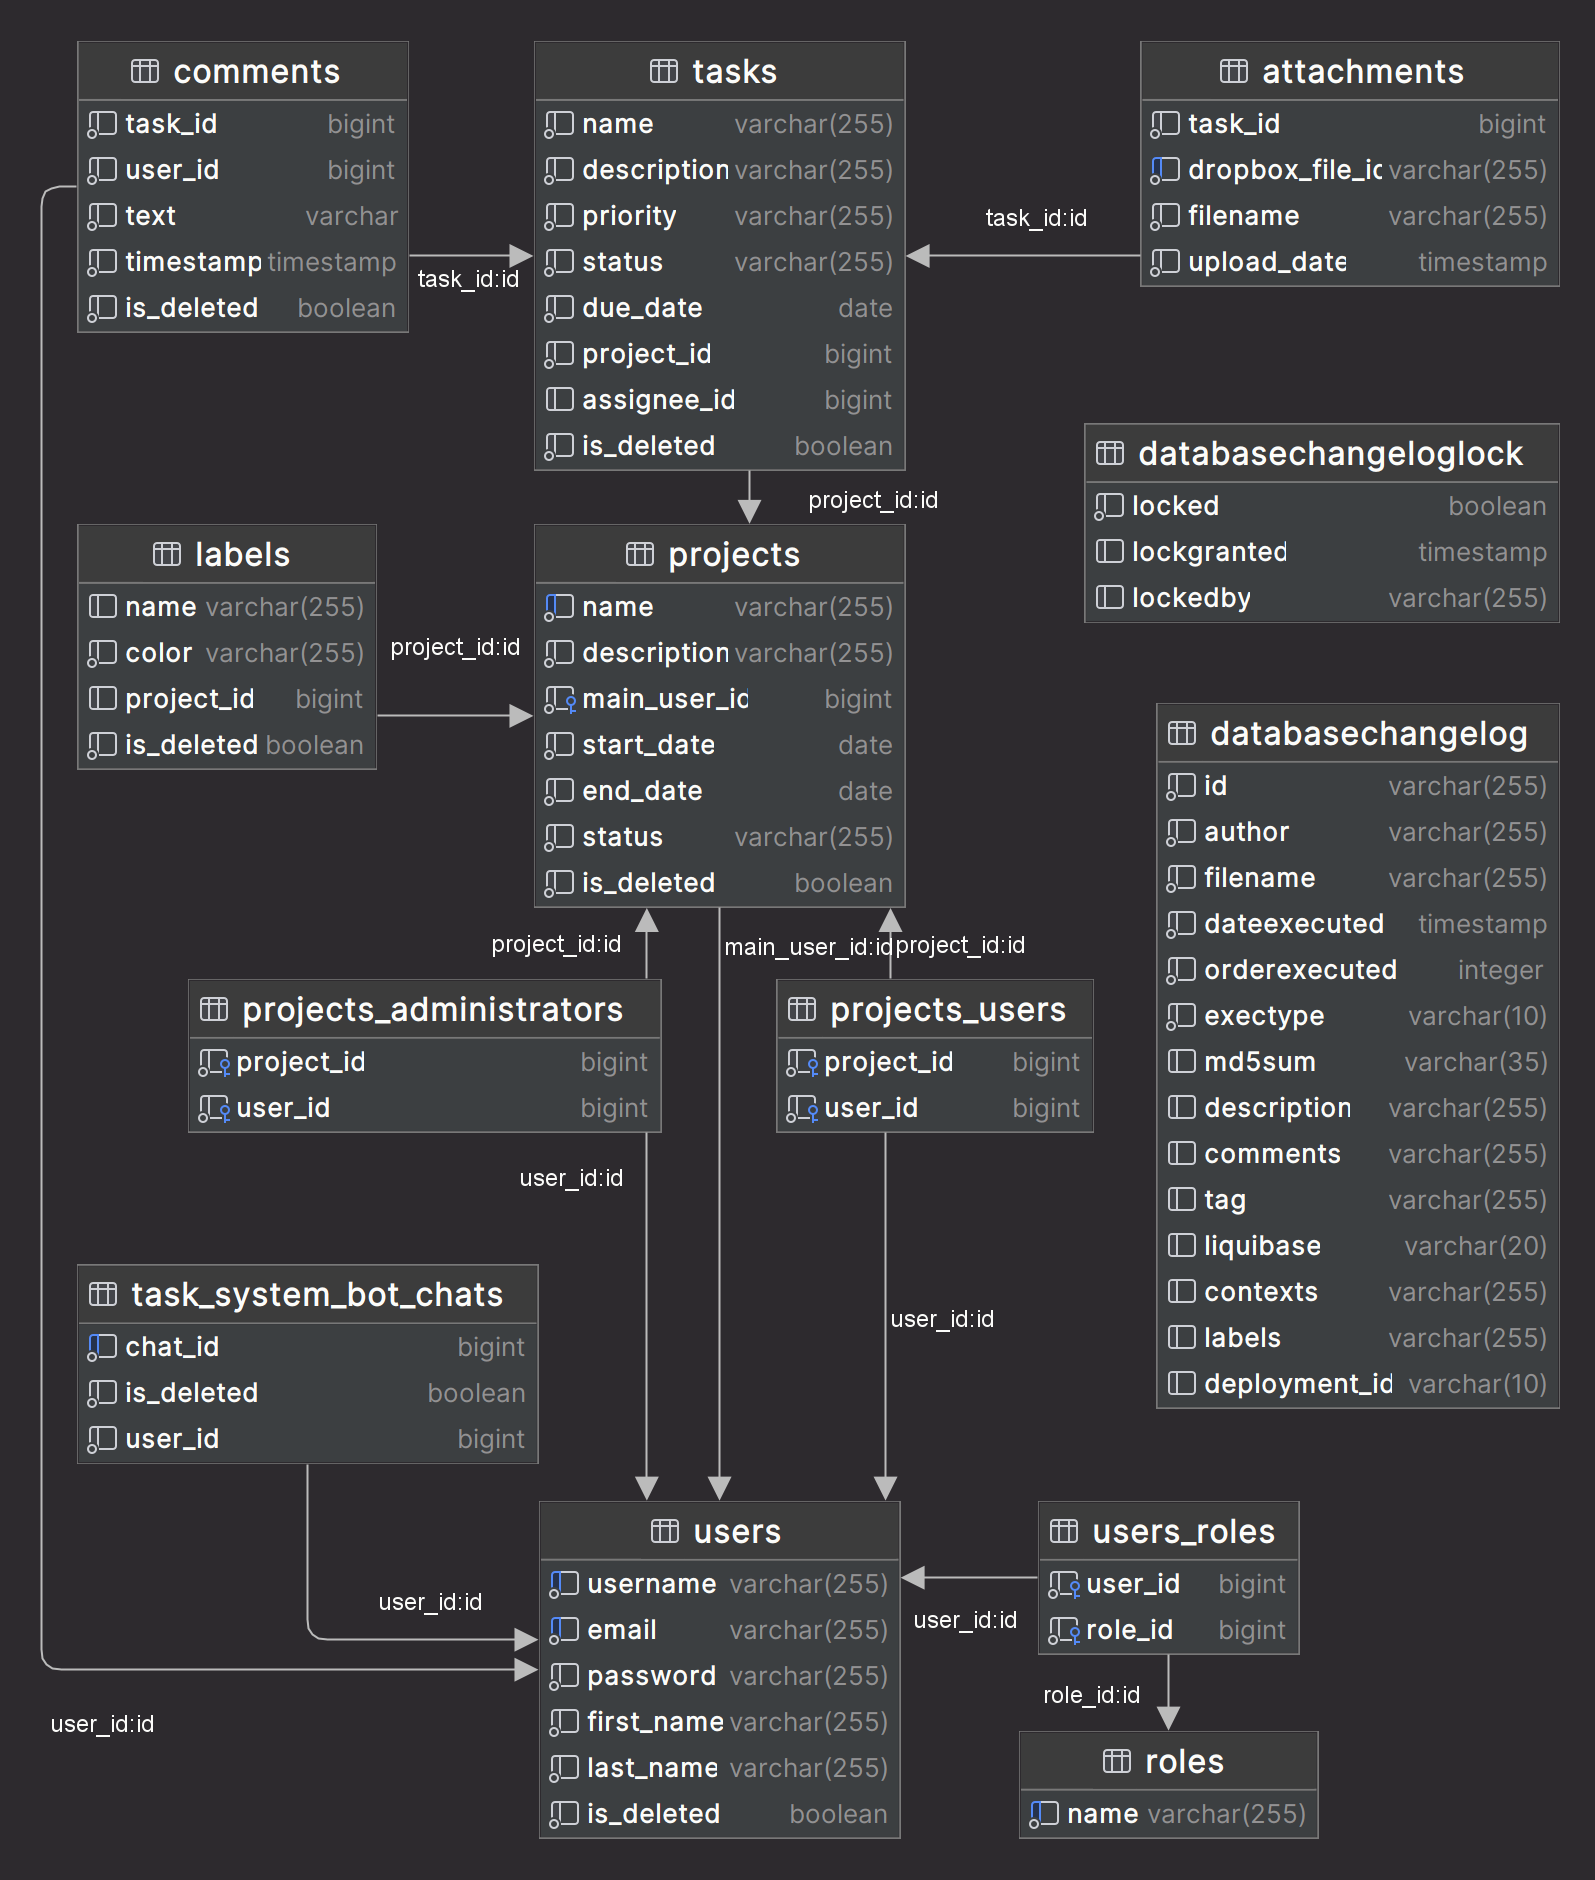 comments
task_id bigint
user_id bigint
text varchar
timestamp timestamp
is_deleted boolean
tasks
name varchar(255)
description varchar(255)
priority varchar(255)
status varchar(255)
due_date date
project_id bigint
assignee_id bigint
is_deleted boolean
attachments
task_id bigint
dropbox_file_id varchar(255)
filename varchar(255)
upload_date timestamp
task_id:id
task_id:id
project_id:id
databasechangeloglock
locked boolean
lockgranted timestamp
lockedby varchar(255)
labels
name varchar(255)
color varchar(255)
project_id bigint
is_deleted boolean
project_id:id
projects
name varchar(255)
description varchar(255)
main_user_id bigint
start_date date
end_date date
status varchar(255)
is_deleted boolean
databasechangelog
id varchar(255)
author varchar(255)
filename varchar(255)
dateexecuted timestamp
orderexecuted integer
exectype varchar(10)
md5sum varchar(35)
description varchar(255)
comments varchar(255)
tag varchar(255)
liquibase varchar(20)
contexts varchar(255)
labels varchar(255)
deployment_id varchar(10)
project_id:id
main_user_id:id
project_id:id
projects_administrators
project_id bigint
user_id bigint
projects_users
project_id bigint
user_id bigint
user_id:id
user_id:id
task_system_bot_chats
chat_id bigint
is_deleted boolean
user_id bigint
user_id:id
user_id:id
users
username varchar(255)
email varchar(255)
password varchar(255)
first_name varchar(255)
last_name varchar(255)
is_deleted boolean
users_roles
user_id bigint
role_id bigint
user_id:id
role_id:id
roles
name varchar(255)